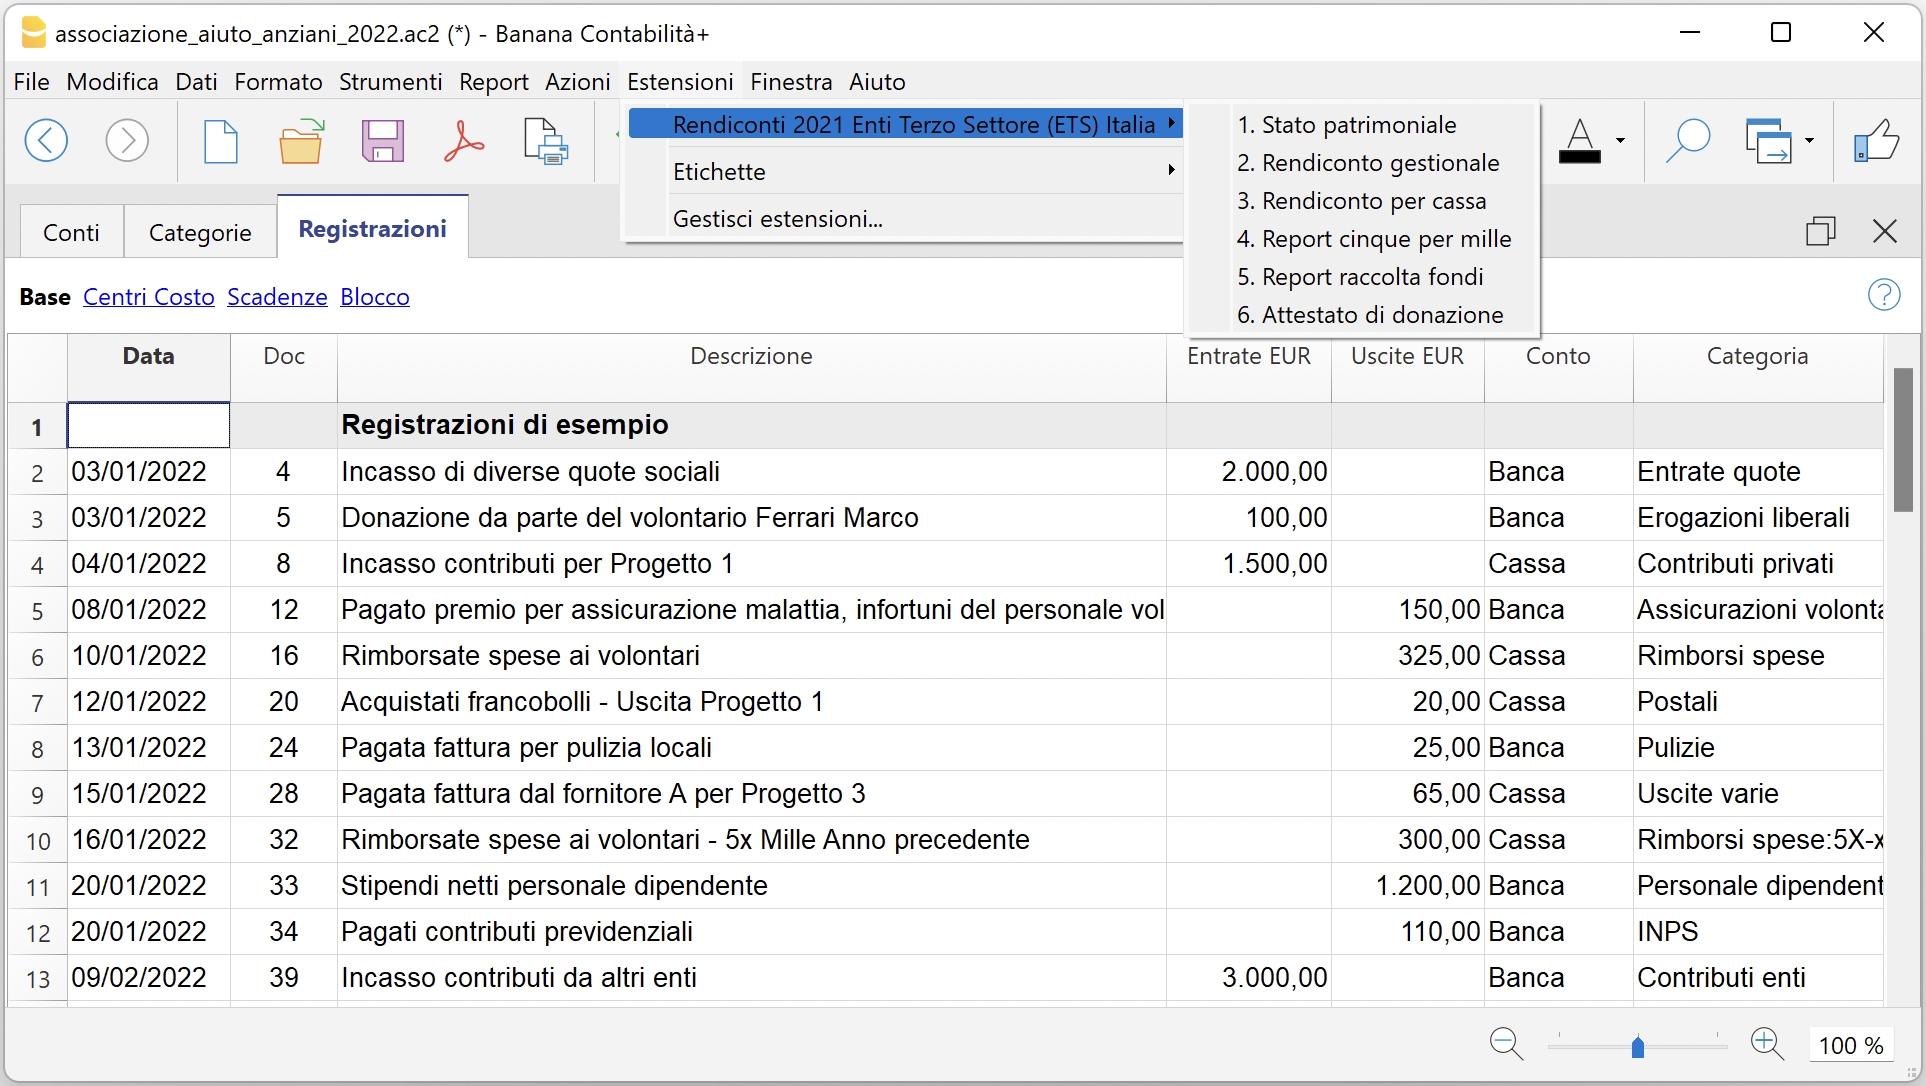 associazione_aiuto_anziani_2022.ac2 (*) - Banana Contabilità+
File Modifica Dati Formato Strumenti Report Azioni Estensioni Finestra Aiuto
Rendiconti 2021 Enti Terzo Settore (ETS) Italia
Etichette
Gestisci estensioni...
1. Stato patrimoniale
2. Rendiconto gestionale
3. Rendiconto per cassa
4. Report cinque per mille
5. Report raccolta fondi
6. Attestato di donazione
A
Conti Categorie Registrazioni
Base Centri Costo Scadenze Blocco ?
Data Doc Descrizione Entrate EUR Uscite EUR Conto Categoria
1 Registrazioni di esempio
2 03/01/2022 4 Incasso di diverse quote sociali 2.000,00 Banca Entrate quote
3 03/01/2022 5 Donazione da parte del volontario Ferrari Marco 100,00 Banca Erogazioni liberali
4 04/01/2022 8 Incasso contributi per Progetto 1 1.500,00 Cassa Contributi privati
5 08/01/2022 12 Pagato premio per assicurazione malattia, infortuni del personale vol 150,00 Banca Assicurazioni volonta
6 10/01/2022 16 Rimborsate spese ai volontari 325,00 Cassa Rimborsi spese
7 12/01/2022 20 Acquistati francobolli - Uscita Progetto 1 20,00 Cassa Postali
8 13/01/2022 24 Pagata fattura per pulizia locali 25,00 Banca Pulizie
9 15/01/2022 28 Pagata fattura dal fornitore A per Progetto 3 65,00 Cassa Uscite varie
10 16/01/2022 32 Rimborsate spese ai volontari - 5x Mille Anno precedente 300,00 Cassa Rimborsi spese:5X-x
11 20/01/2022 33 Stipendi netti personale dipendente 1.200,00 Banca Personale dipendent
12 20/01/2022 34 Pagati contributi previdenziali 110,00 Banca INPS
13 09/02/2022 39 Incasso contributi da altri enti 3.000,00 Banca Contributi enti
100 %